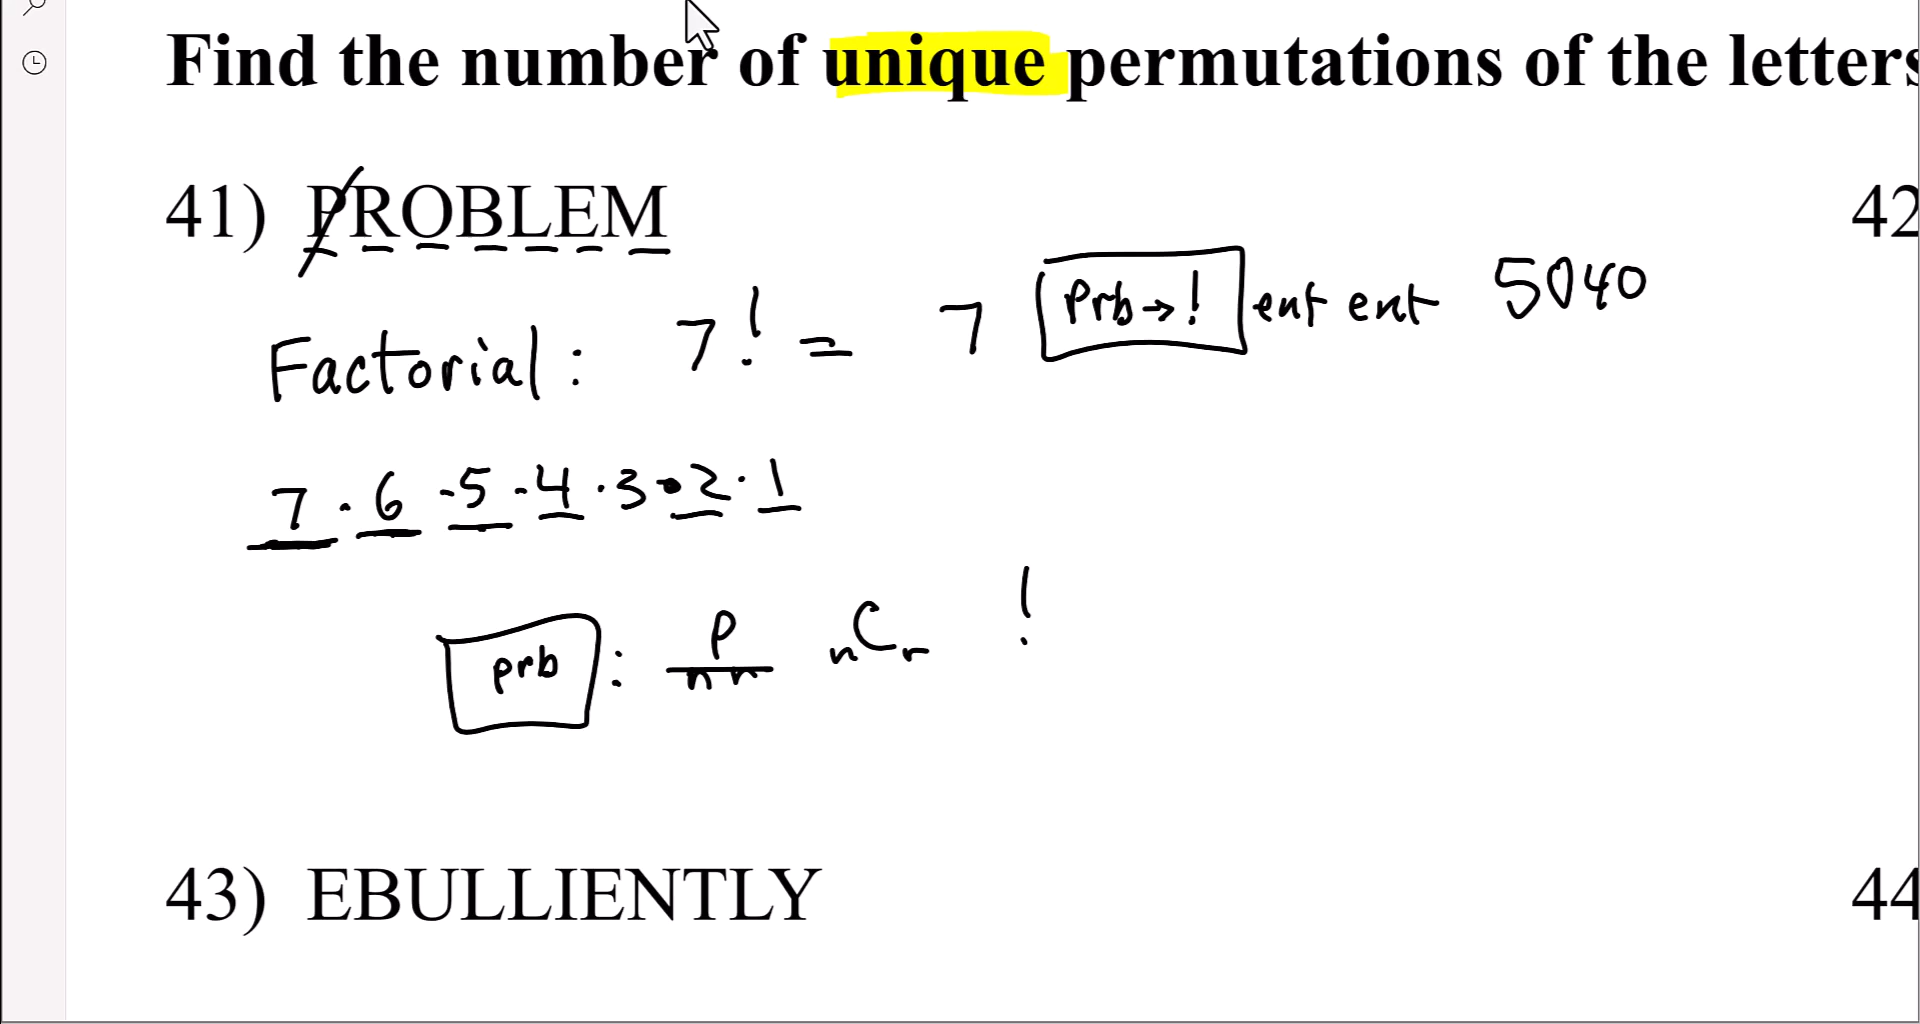 Find the number of unique permutations of the letters
41) PROBLEM
42
Factorial: 7! = 7 Prb→! ent ent 5040
7 · 6 · 5 · 4 · 3 · 2 · 1
prb : nPr nCr !
43) EBULLIENTLY
44